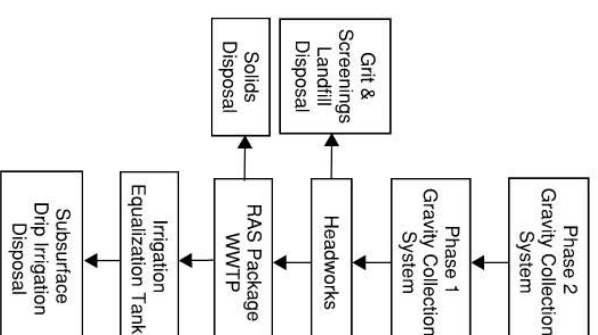 Grit &
Screenings
Landfill
Disposal
Solids
Disposal
Phase 2
Gravity Collection
System
Phase 1
Gravity Collection
System
Headworks
RAS Package
WWTP
Irrigation
Equalization Tank
Subsurface
Drip Irrigation
Disposal